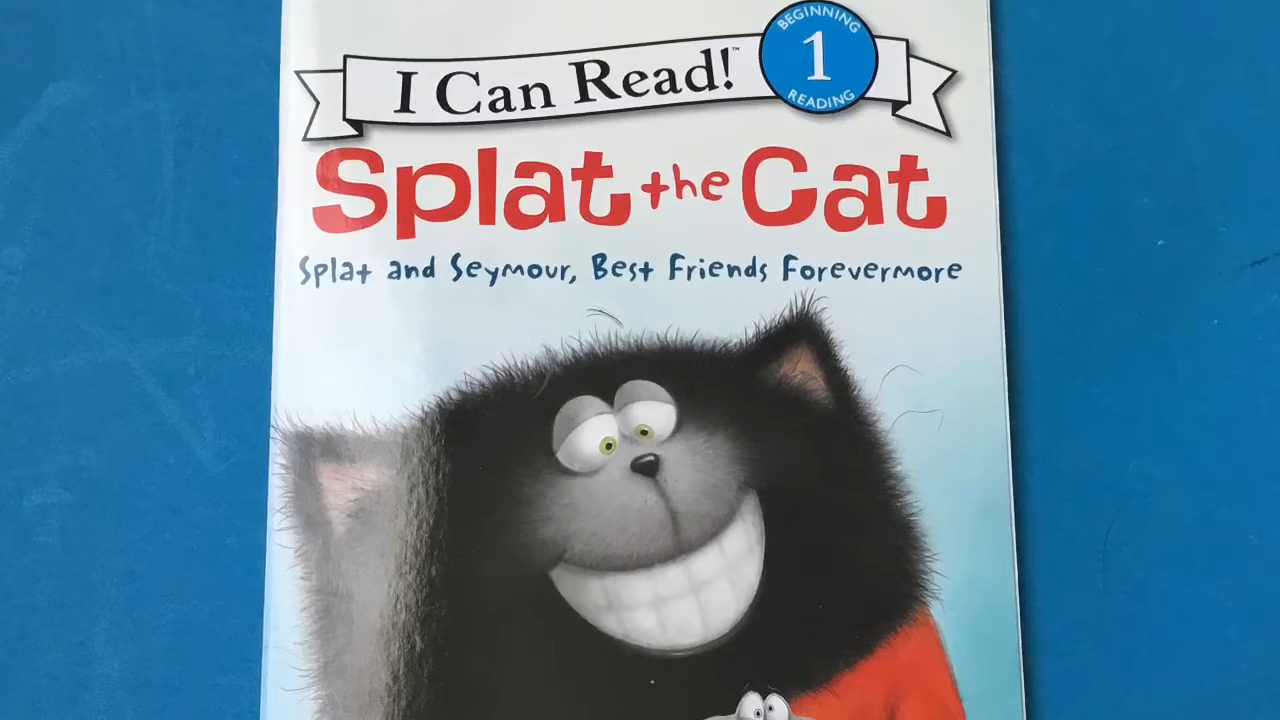 I Can Read!™
BEGINNING
1
READING
Splat the Cat
Splat and Seymour, Best Friends Forevermore